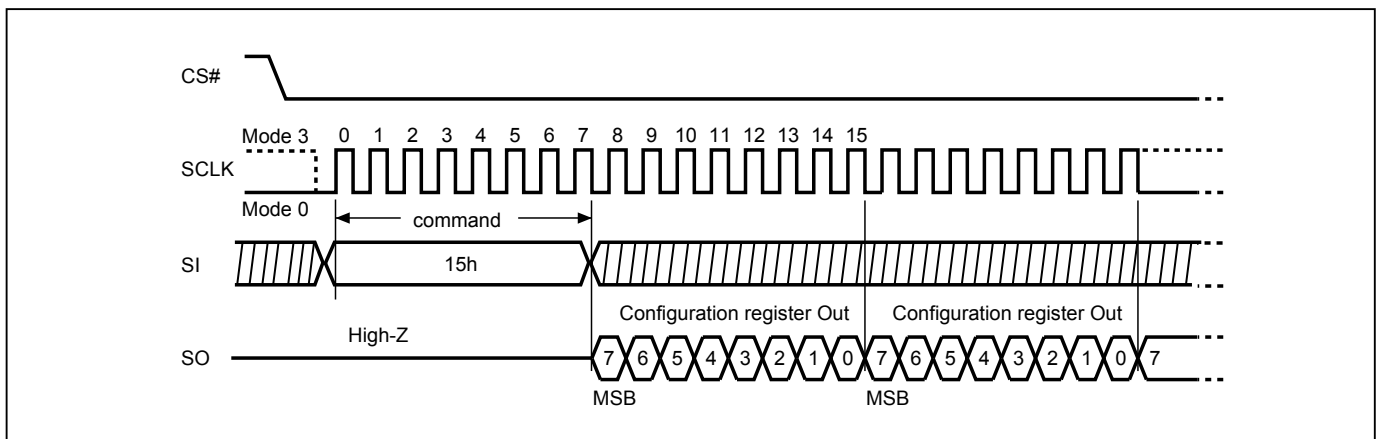 CS#
Mode 3 0 1 2 3 4 5 6 7 8 9 10 11 12 13 14 15
SCLK
Mode 0
command
SI
15h
Configuration register Out Configuration register Out
High-Z
SO
7 6 5 4 3 2 1 0 7 6 5 4 3 2 1 0 7
MSB MSB